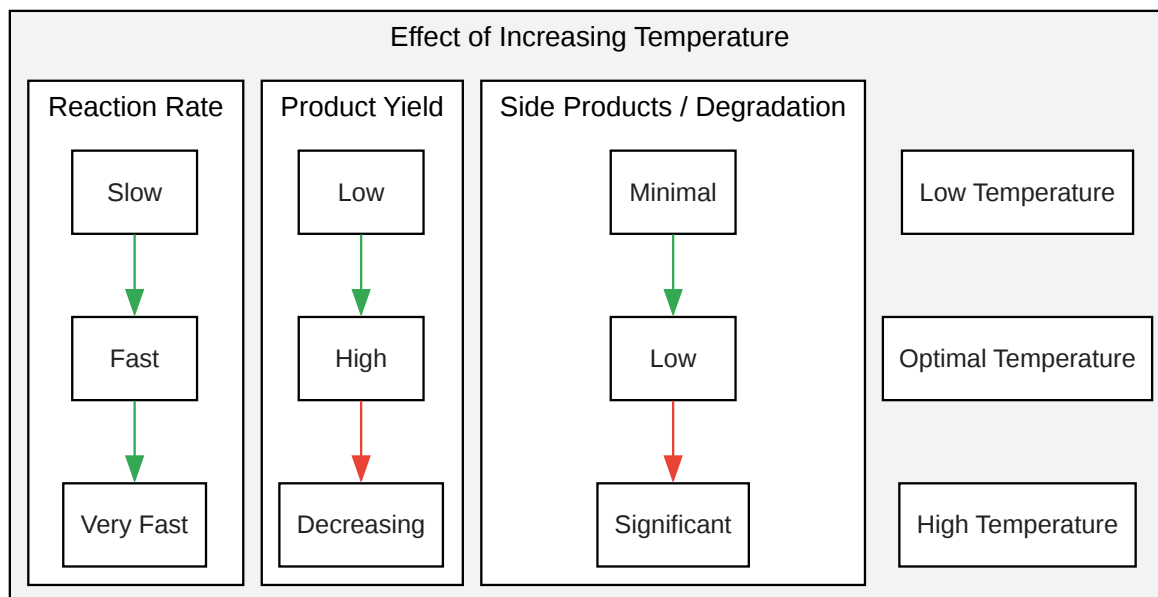 Effect of Increasing Temperature
Reaction Rate
Product Yield
Side Products / Degradation
Slow
Low
Minimal
Low Temperature
Fast
High
Low
Optimal Temperature
Very Fast
Decreasing
Significant
High Temperature